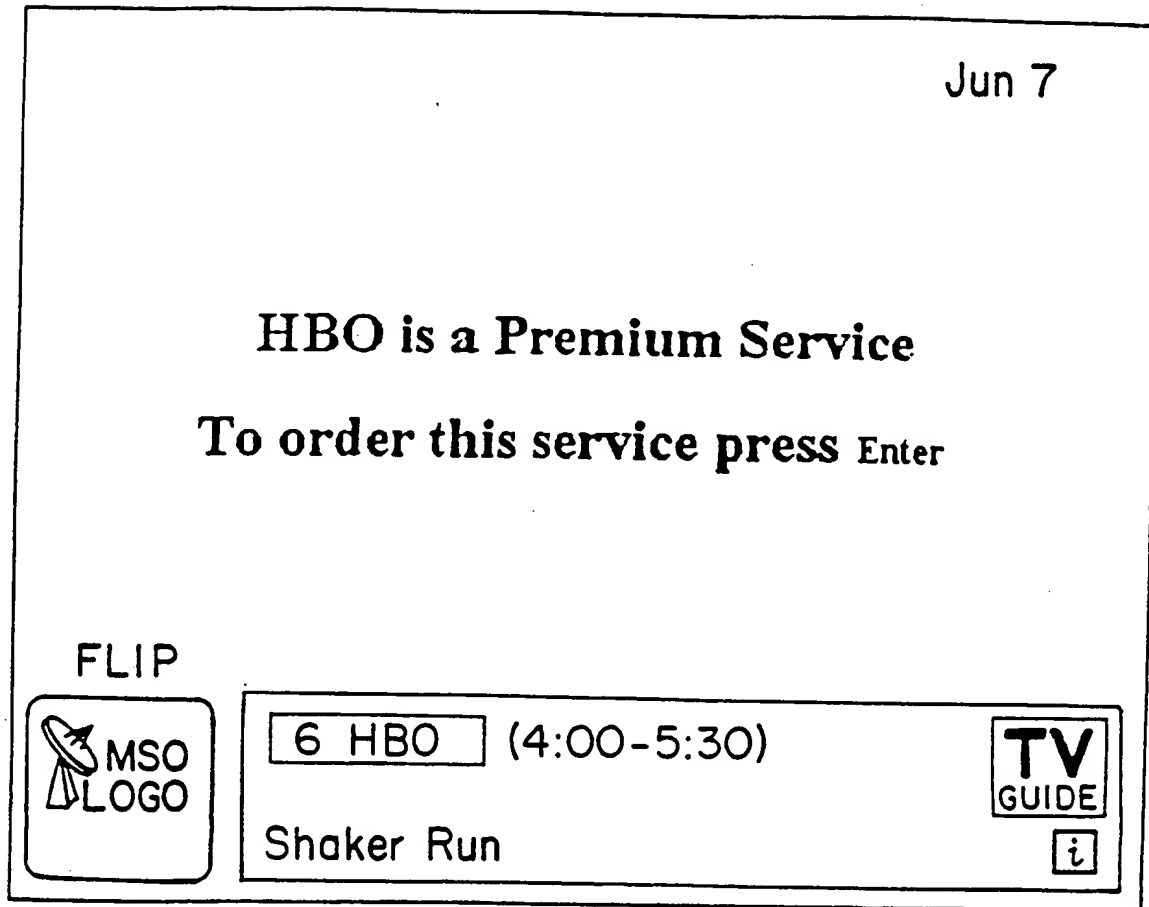 Jun 7
HBO is a Premium Service
To order this service press Enter
FLIP
MSO
LOGO
6 HBO (4:00-5:30)
TV
GUIDE
Shaker Run
i